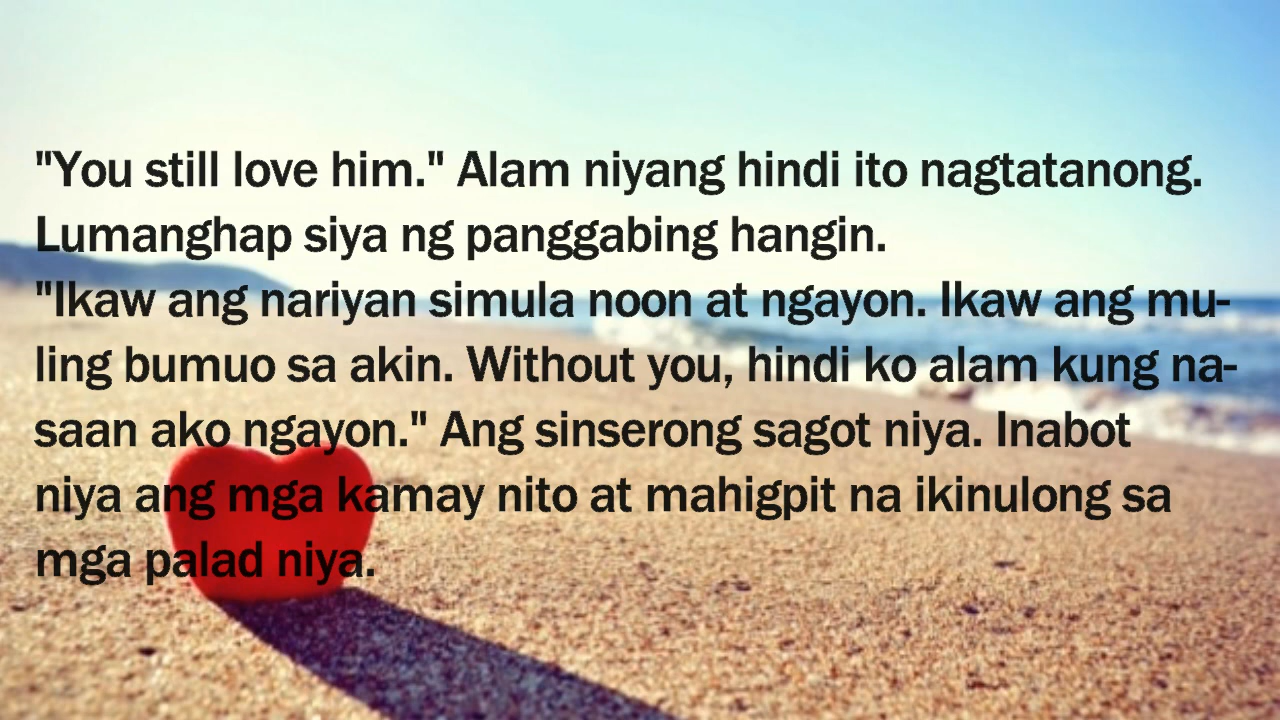 "You still love him." Alam niyang hindi ito nagtatanong.
Lumanghap siya ng panggabing hangin.
"Ikaw ang nariyan simula noon at ngayon. Ikaw ang mu-
ling bumuo sa akin. Without you, hindi ko alam kung na-
saan ako ngayon." Ang sinserong sagot niya. Inabot
niya ang mga kamay nito at mahigpit na ikinulong sa
mga palad niya.